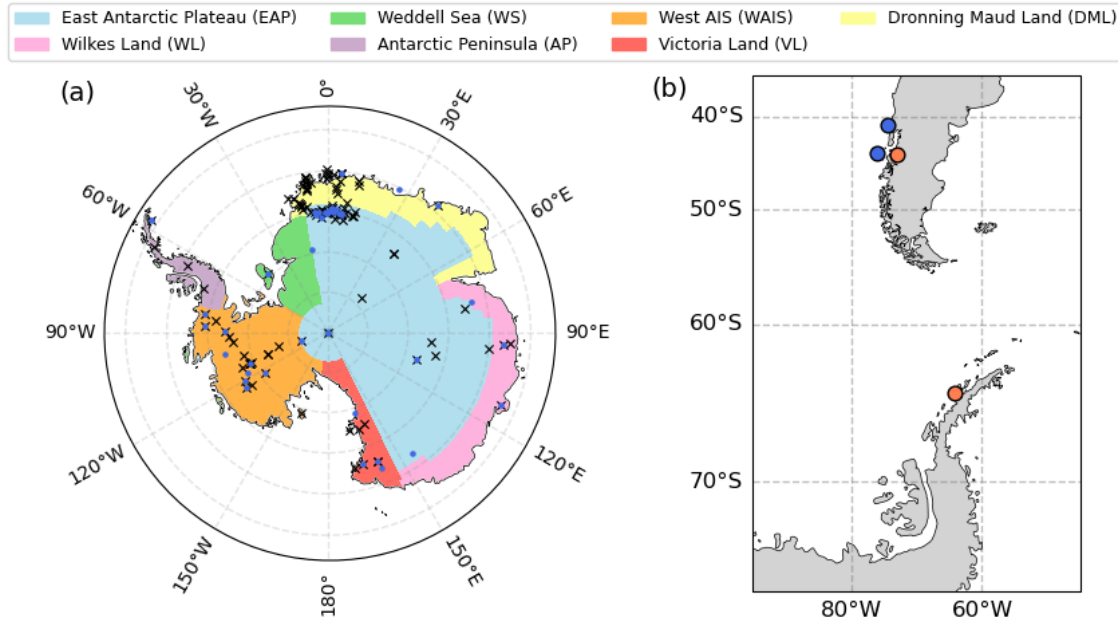 East Antarctic Plateau (EAP) Weddell Sea (WS) West AIS (WAIS) Dronning Maud Land (DML)
Wilkes Land (WL) Antarctic Peninsula (AP) Victoria Land (VL)
(a)
0°
30°E
60°E
90°E
120°E
150°E
180°
150°W
120°W
90°W
60°W
30°W
(b)
40°S
50°S
60°S
70°S
80°W 60°W